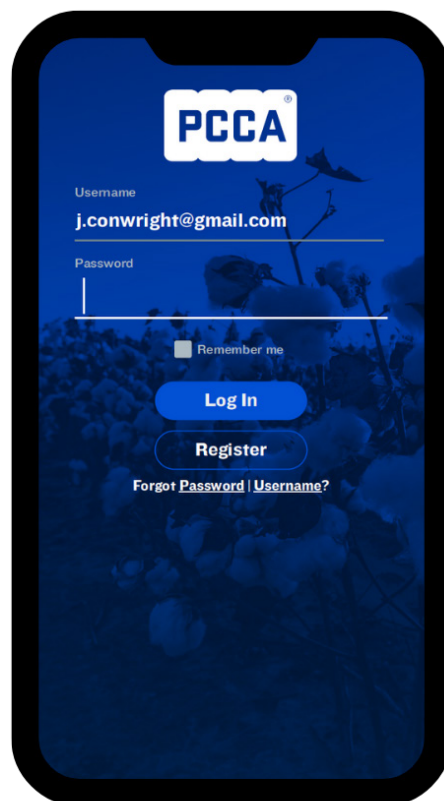 PCCA®
Username
j.conwright@gmail.com
Password
Remember me
Log In
Register
Forgot Password | Username?